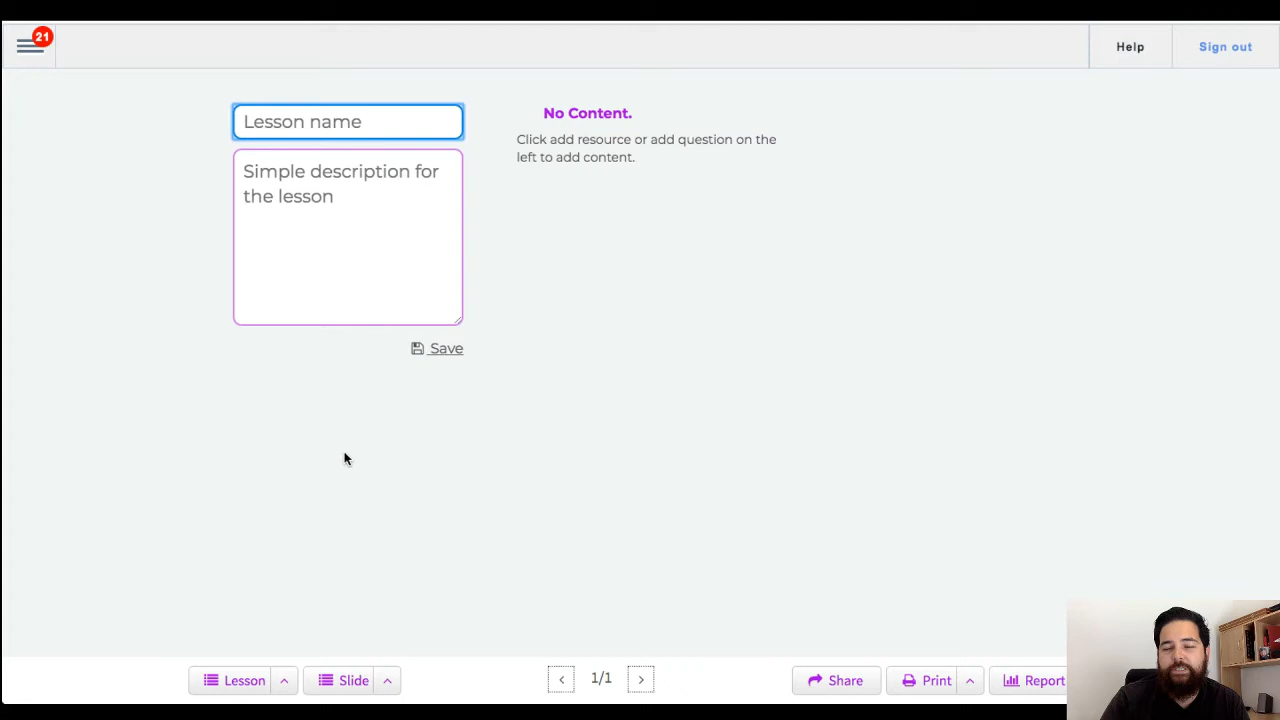 21
Help
Sign out
Lesson name
Simple description for
the lesson
Save
No Content.
Click add resource or add question on the
left to add content.
Lesson
Slide
<
1/1
>
Share
Print
Report